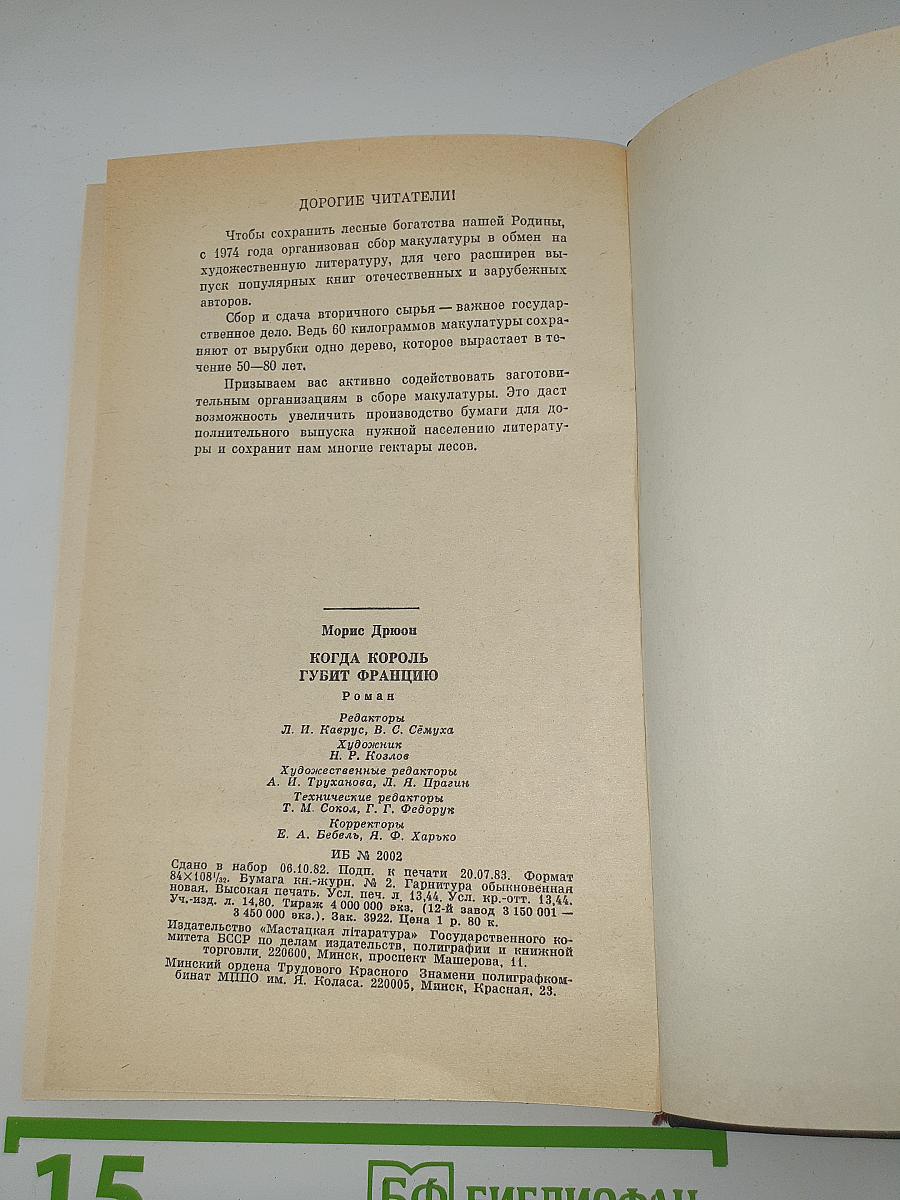 ДОРОГИЕ ЧИТАТЕЛИ!
Чтобы сохранить лесные богатства нашей Родины,
с 1974 года организован сбор макулатуры в обмен на
художественную литературу, для чего расширен вы-
пуск популярных книг отечественных и зарубежных
авторов.
Сбор и сдача вторичного сырья — важное государ-
ственное дело. Ведь 60 килограммов макулатуры сохра-
няют от вырубки одно дерево, которое вырастает в те-
чение 50—80 лет.
Призываем вас активно содействовать заготови-
тельным организациям в сборе макулатуры. Это даст
возможность увеличить производство бумаги для до-
полнительного выпуска нужной населению литерату-
ры и сохранит нам многие гектары лесов.
Морис Дрюон
КОГДА КОРОЛЬ
ГУБИТ ФРАНЦИЮ
Роман
Редакторы
Л. И. Каврус, В. С. Сёмуха
Художник
Н. Р. Козлов
Художественные редакторы
А. И. Труханова, Л. Я. Прагин
Технические редакторы
Т. М. Сокол, Г. Г. Федорук
Корректоры
Е. А. Бебель, Я. Ф. Харько
ИБ № 2002
Сдано в набор 06.10.82. Подп. к печати 20.07.83. Формат
84×108¹/₃₂. Бумага кн.-журн. № 2. Гарнитура обыкновенная
новая. Высокая печать. Усл. печ. л. 13,44. Усл. кр.-отт. 13,44.
Уч.-изд. л. 14,80. Тираж 4 000 000 экз. (12-й завод 3 150 001 —
3 450 000 экз.). Зак. 3922. Цена 1 р. 80 к.
Издательство «Мастацкая літаратура» Государственного ко-
митета БССР по делам издательств, полиграфии и книжной
торговли. 220600, Минск, проспект Машерова, 11.
Минский ордена Трудового Красного Знамени полиграфком-
бинат МППО им. Я. Коласа. 220005, Минск, Красная, 23.
15
БФ БИБЛИОФАН